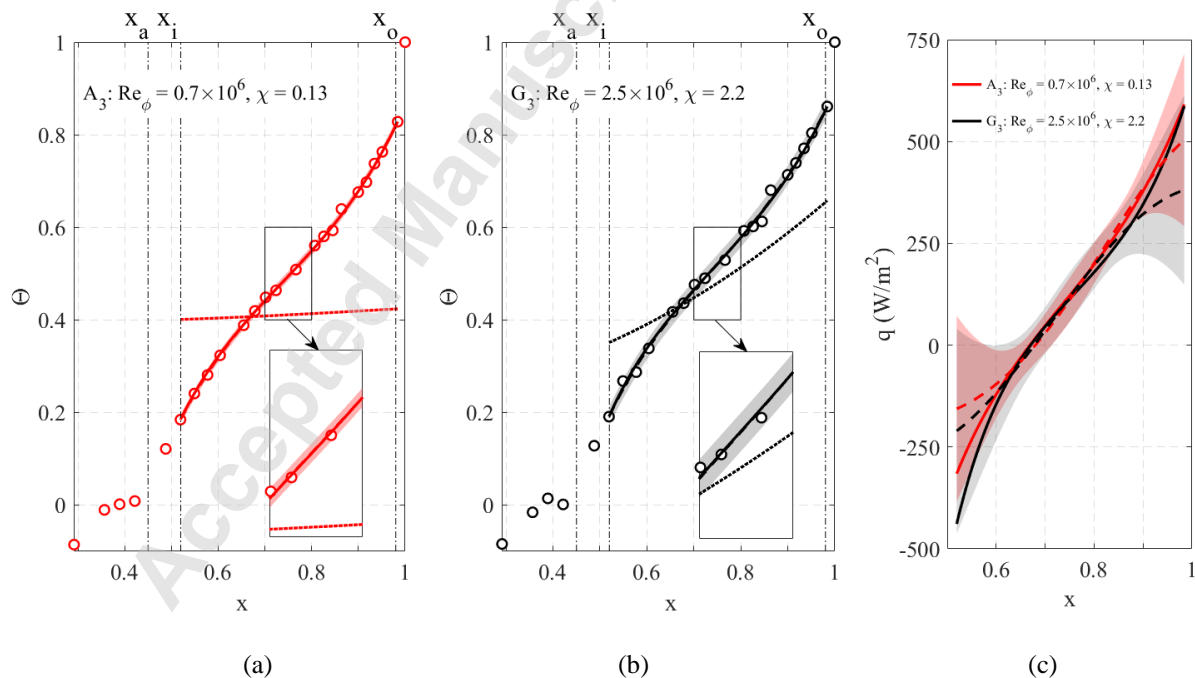 x_a x_i x_o
A_3: Re_ϕ = 0.7×10^6, χ = 0.13
1
0.8
0.6
0.4
0.2
0
Θ
0.4 0.6 0.8 1
x
(a)
x_a x_i x_o
G_3: Re_ϕ = 2.5×10^6, χ = 2.2
1
0.8
0.6
0.4
0.2
0
Θ
0.4 0.6 0.8 1
x
(b)
750
500
250
0
-250
-500
q (W/m^2)
A_3: Re_ϕ = 0.7×10^6, χ = 0.13
G_3: Re_ϕ = 2.5×10^6, χ = 2.2
0.6 0.8 1
x
(c)
Accepted Manusc